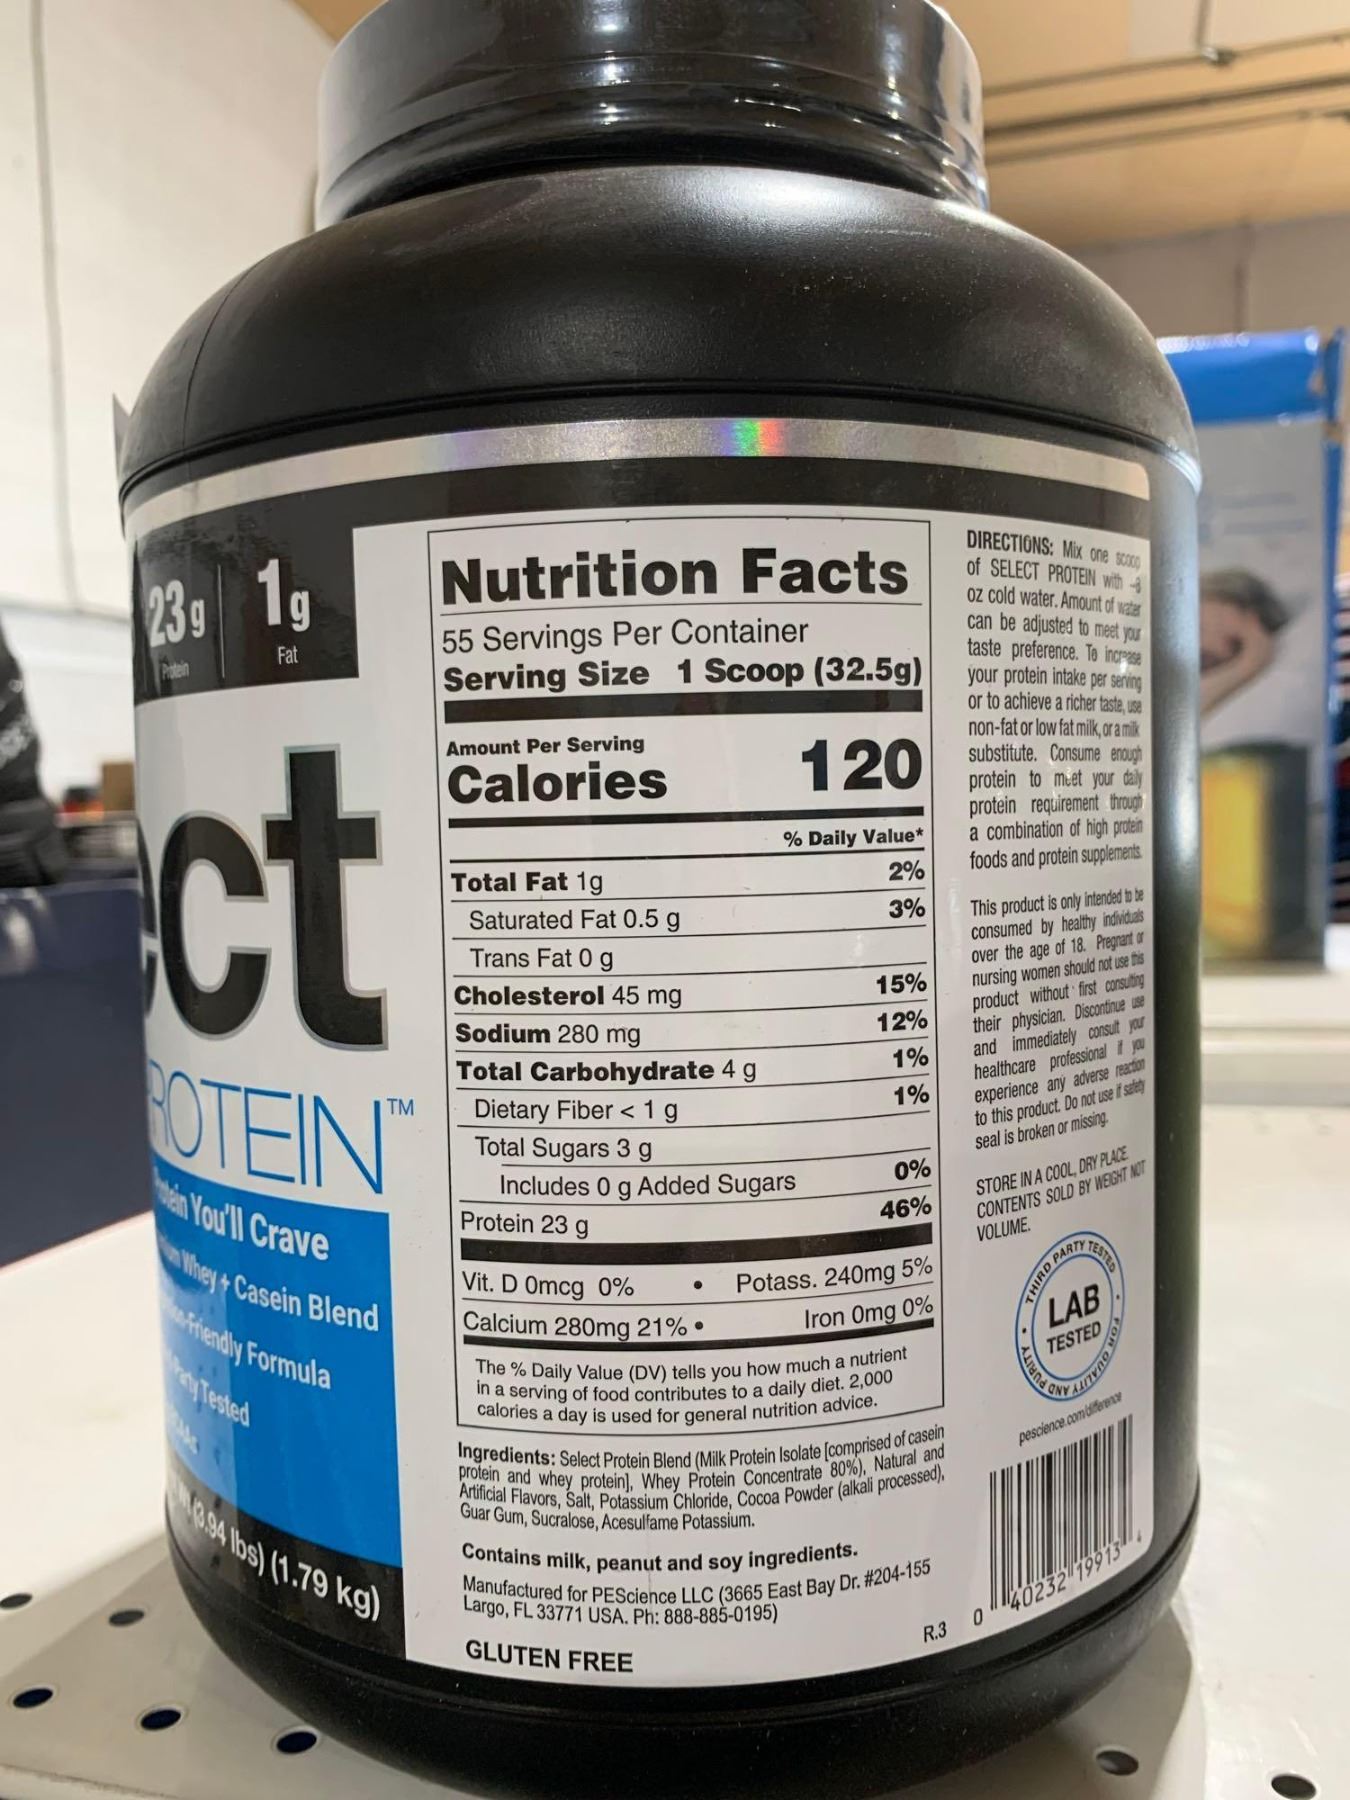 23g
Protein
1g
Fat
ct
ROTEIN™
You'll Crave
Whey + Casein Blend
-Friendly Formula
Party Tested
(3.94 lbs) (1.79 kg)
Nutrition Facts
55 Servings Per Container
Serving Size 1 Scoop (32.5g)
Amount Per Serving
Calories 120
% Daily Value*
Total Fat 1g 2%
Saturated Fat 0.5 g 3%
Trans Fat 0 g
Cholesterol 45 mg 15%
Sodium 280 mg 12%
Total Carbohydrate 4 g 1%
Dietary Fiber < 1 g 1%
Total Sugars 3 g
Includes 0 g Added Sugars 0%
Protein 23 g 46%
Vit. D 0mcg 0% • Potass. 240mg 5%
Calcium 280mg 21% • Iron 0mg 0%
The % Daily Value (DV) tells you how much a nutrient
in a serving of food contributes to a daily diet. 2,000
calories a day is used for general nutrition advice.
Ingredients: Select Protein Blend (Milk Protein Isolate [comprised of casein
protein and whey protein], Whey Protein Concentrate 80%), Natural and
Artificial Flavors, Salt, Potassium Chloride, Cocoa Powder (alkali processed),
Guar Gum, Sucralose, Acesulfame Potassium.
Contains milk, peanut and soy ingredients.
Manufactured for PEScience LLC (3665 East Bay Dr. #204-155
Largo, FL 33771 USA. Ph: 888-885-0195)
GLUTEN FREE
R.3
DIRECTIONS: Mix one scoop
of SELECT PROTEIN with ~8
oz cold water. Amount of water
can be adjusted to meet your
taste preference. To increase
your protein intake per serving
or to achieve a richer taste, use
non-fat or low fat milk, or a milk
substitute. Consume enough
protein to meet your daily
protein requirement through
a combination of high protein
foods and protein supplements.
This product is only intended to be
consumed by healthy individuals
over the age of 18. Pregnant or
nursing women should not use this
product without first consulting
their physician. Discontinue use
and immediately consult your
healthcare professional if you
experience any adverse reaction
to this product. Do not use if safety
seal is broken or missing.
STORE IN A COOL, DRY PLACE.
CONTENTS SOLD BY WEIGHT NOT
VOLUME.
THIRD PARTY TESTED • FOR QUALITY AND PURITY •
LAB
TESTED
pescience.com/difference
0 40232 19913 4